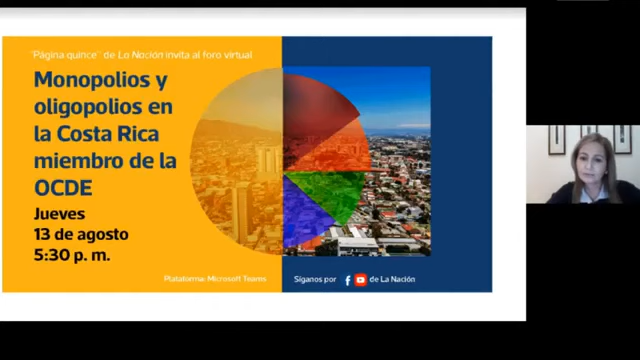 "Página quince" de La Nación invita al foro virtual
Monopolios y
oligopolios en
la Costa Rica
miembro de la
OCDE
Jueves
13 de agosto
5:30 p. m.
Plataforma: Microsoft Teams
Síganos por f de La Nación